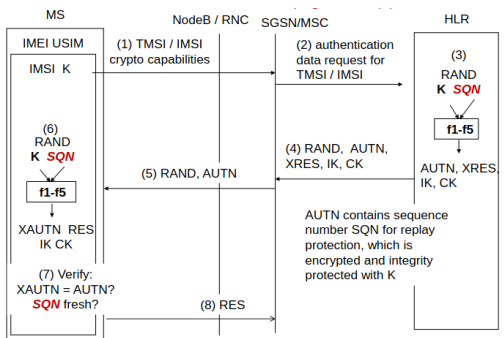 MS
NodeB / RNC
SGSN/MSC
HLR
IMEI USIM
IMSI K
(1) TMSI / IMSI
crypto capabilities
(2) authentication
data request for
TMSI / IMSI
(3)
RAND
K SQN
f1-f5
AUTN, XRES,
IK, CK
(4) RAND, AUTN,
XRES, IK, CK
(5) RAND, AUTN
(6)
RAND
K SQN
f1-f5
XAUTN RES
IK CK
AUTN contains sequence
number SQN for replay
protection, which is
encrypted and integrity
protected with K
(7) Verify:
XAUTN = AUTN?
SQN fresh?
(8) RES